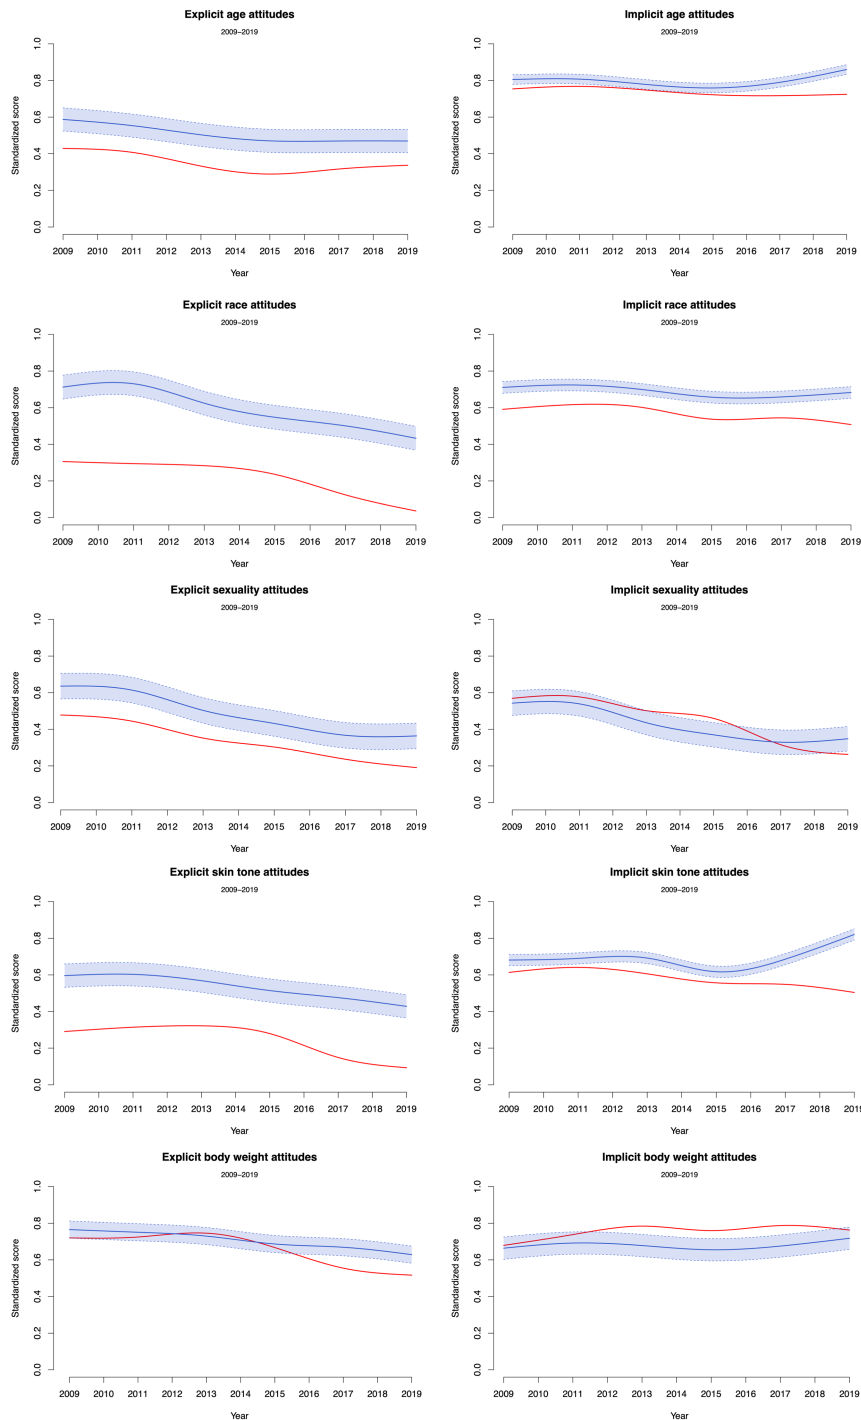 Explicit age attitudes
2009–2019
Standardized score
0.0 0.2 0.4 0.6 0.8 1.0
2009 2010 2011 2012 2013 2014 2015 2016 2017 2018 2019
Year
Implicit age attitudes
2009–2019
Standardized score
0.0 0.2 0.4 0.6 0.8 1.0
2009 2010 2011 2012 2013 2014 2015 2016 2017 2018 2019
Year
Explicit race attitudes
2009–2019
Standardized score
0.0 0.2 0.4 0.6 0.8 1.0
2009 2010 2011 2012 2013 2014 2015 2016 2017 2018 2019
Year
Implicit race attitudes
2009–2019
Standardized score
0.0 0.2 0.4 0.6 0.8 1.0
2009 2010 2011 2012 2013 2014 2015 2016 2017 2018 2019
Year
Explicit sexuality attitudes
2009–2019
Standardized score
0.0 0.2 0.4 0.6 0.8 1.0
2009 2010 2011 2012 2013 2014 2015 2016 2017 2018 2019
Year
Implicit sexuality attitudes
2009–2019
Standardized score
0.0 0.2 0.4 0.6 0.8 1.0
2009 2010 2011 2012 2013 2014 2015 2016 2017 2018 2019
Year
Explicit skin tone attitudes
2009–2019
Standardized score
0.0 0.2 0.4 0.6 0.8 1.0
2009 2010 2011 2012 2013 2014 2015 2016 2017 2018 2019
Year
Implicit skin tone attitudes
2009–2019
Standardized score
0.0 0.2 0.4 0.6 0.8 1.0
2009 2010 2011 2012 2013 2014 2015 2016 2017 2018 2019
Year
Explicit body weight attitudes
2009–2019
Standardized score
0.0 0.2 0.4 0.6 0.8 1.0
2009 2010 2011 2012 2013 2014 2015 2016 2017 2018 2019
Year
Implicit body weight attitudes
2009–2019
Standardized score
0.0 0.2 0.4 0.6 0.8 1.0
2009 2010 2011 2012 2013 2014 2015 2016 2017 2018 2019
Year